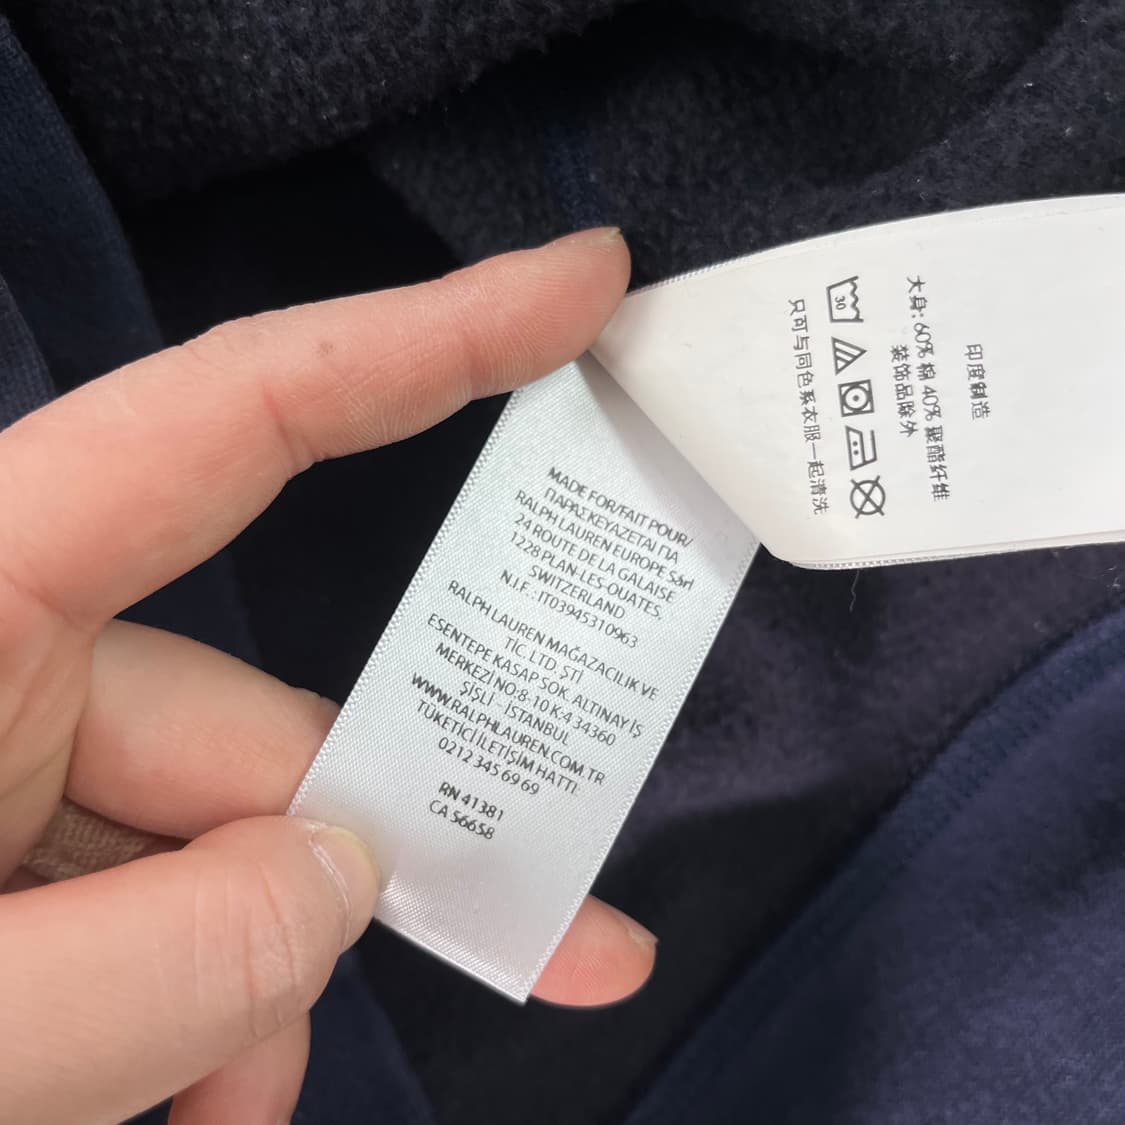 MADE FOR/FAIT POUR/
ΠΑΡΑΣΚΕΥΑΖΕΤΑΙ ΓΙΑ
RALPH LAUREN EUROPE Sàrl
24 ROUTE DE LA GALAISE
1228 PLAN-LES-OUATES,
SWITZERLAND
N.I.F.: IT03945310963
RALPH LAUREN MAĞAZACILIK VE
TİC. LTD. ŞTİ
ESENTEPE KASAP SOK. ALTINAY İŞ
MERKEZİ NO:8-10 K:4 34360
ŞİŞLİ - İSTANBUL
WWW.RALPHLAUREN.COM.TR
TÜKETİCİ İLETİŞİM HATTI:
0212 345 69 69
RN 41381
CA 56658
印度制造
大身: 60% 棉 40% 聚酯纤维
装饰品除外
30
只可与同色系衣服一起清洗